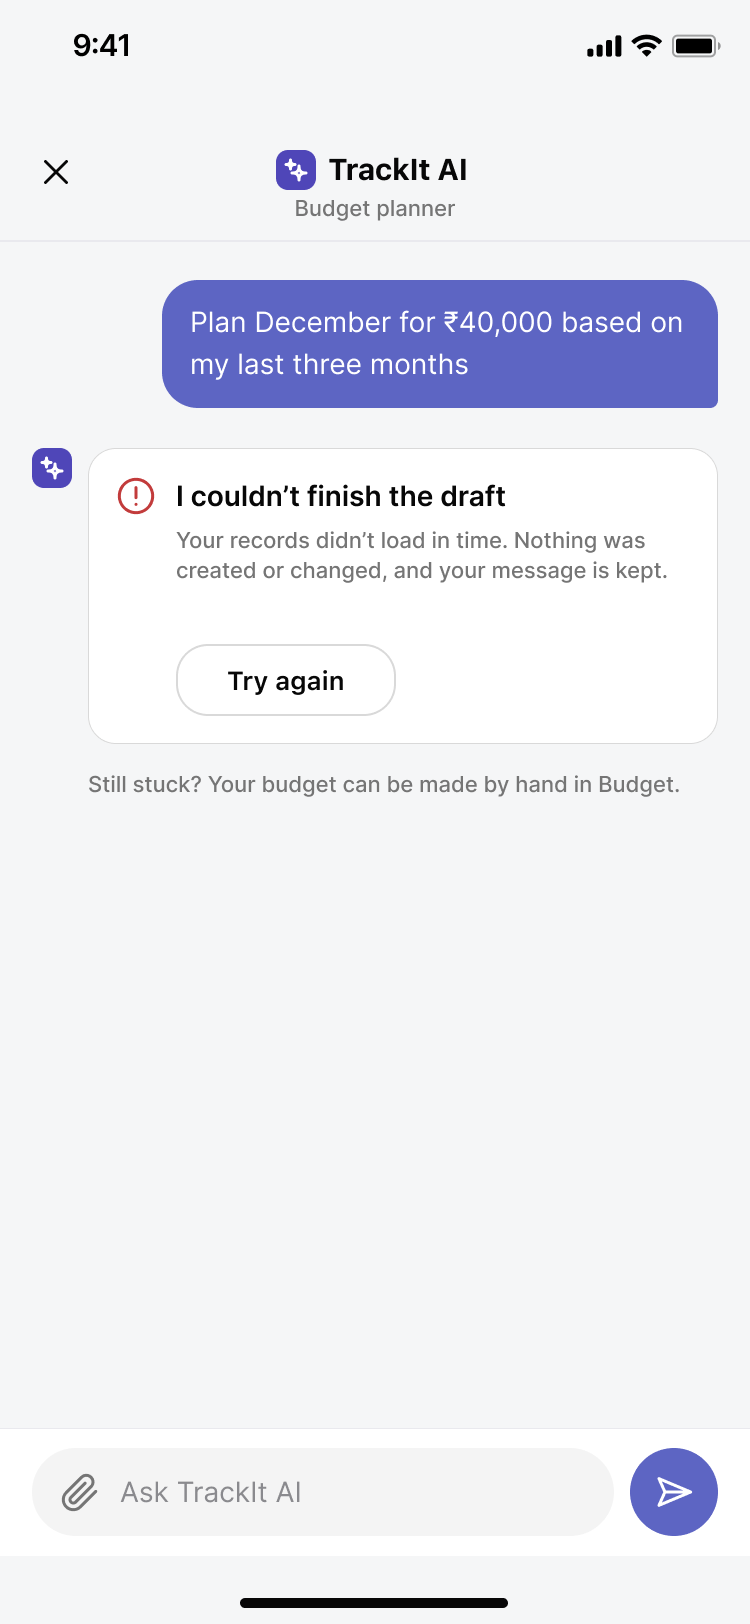 9:41
TrackIt AI
Budget planner
Plan December for ₹40,000 based on
my last three months
I couldn’t finish the draft
Your records didn’t load in time. Nothing was
created or changed, and your message is kept.
Try again
Still stuck? Your budget can be made by hand in Budget.
Ask TrackIt AI